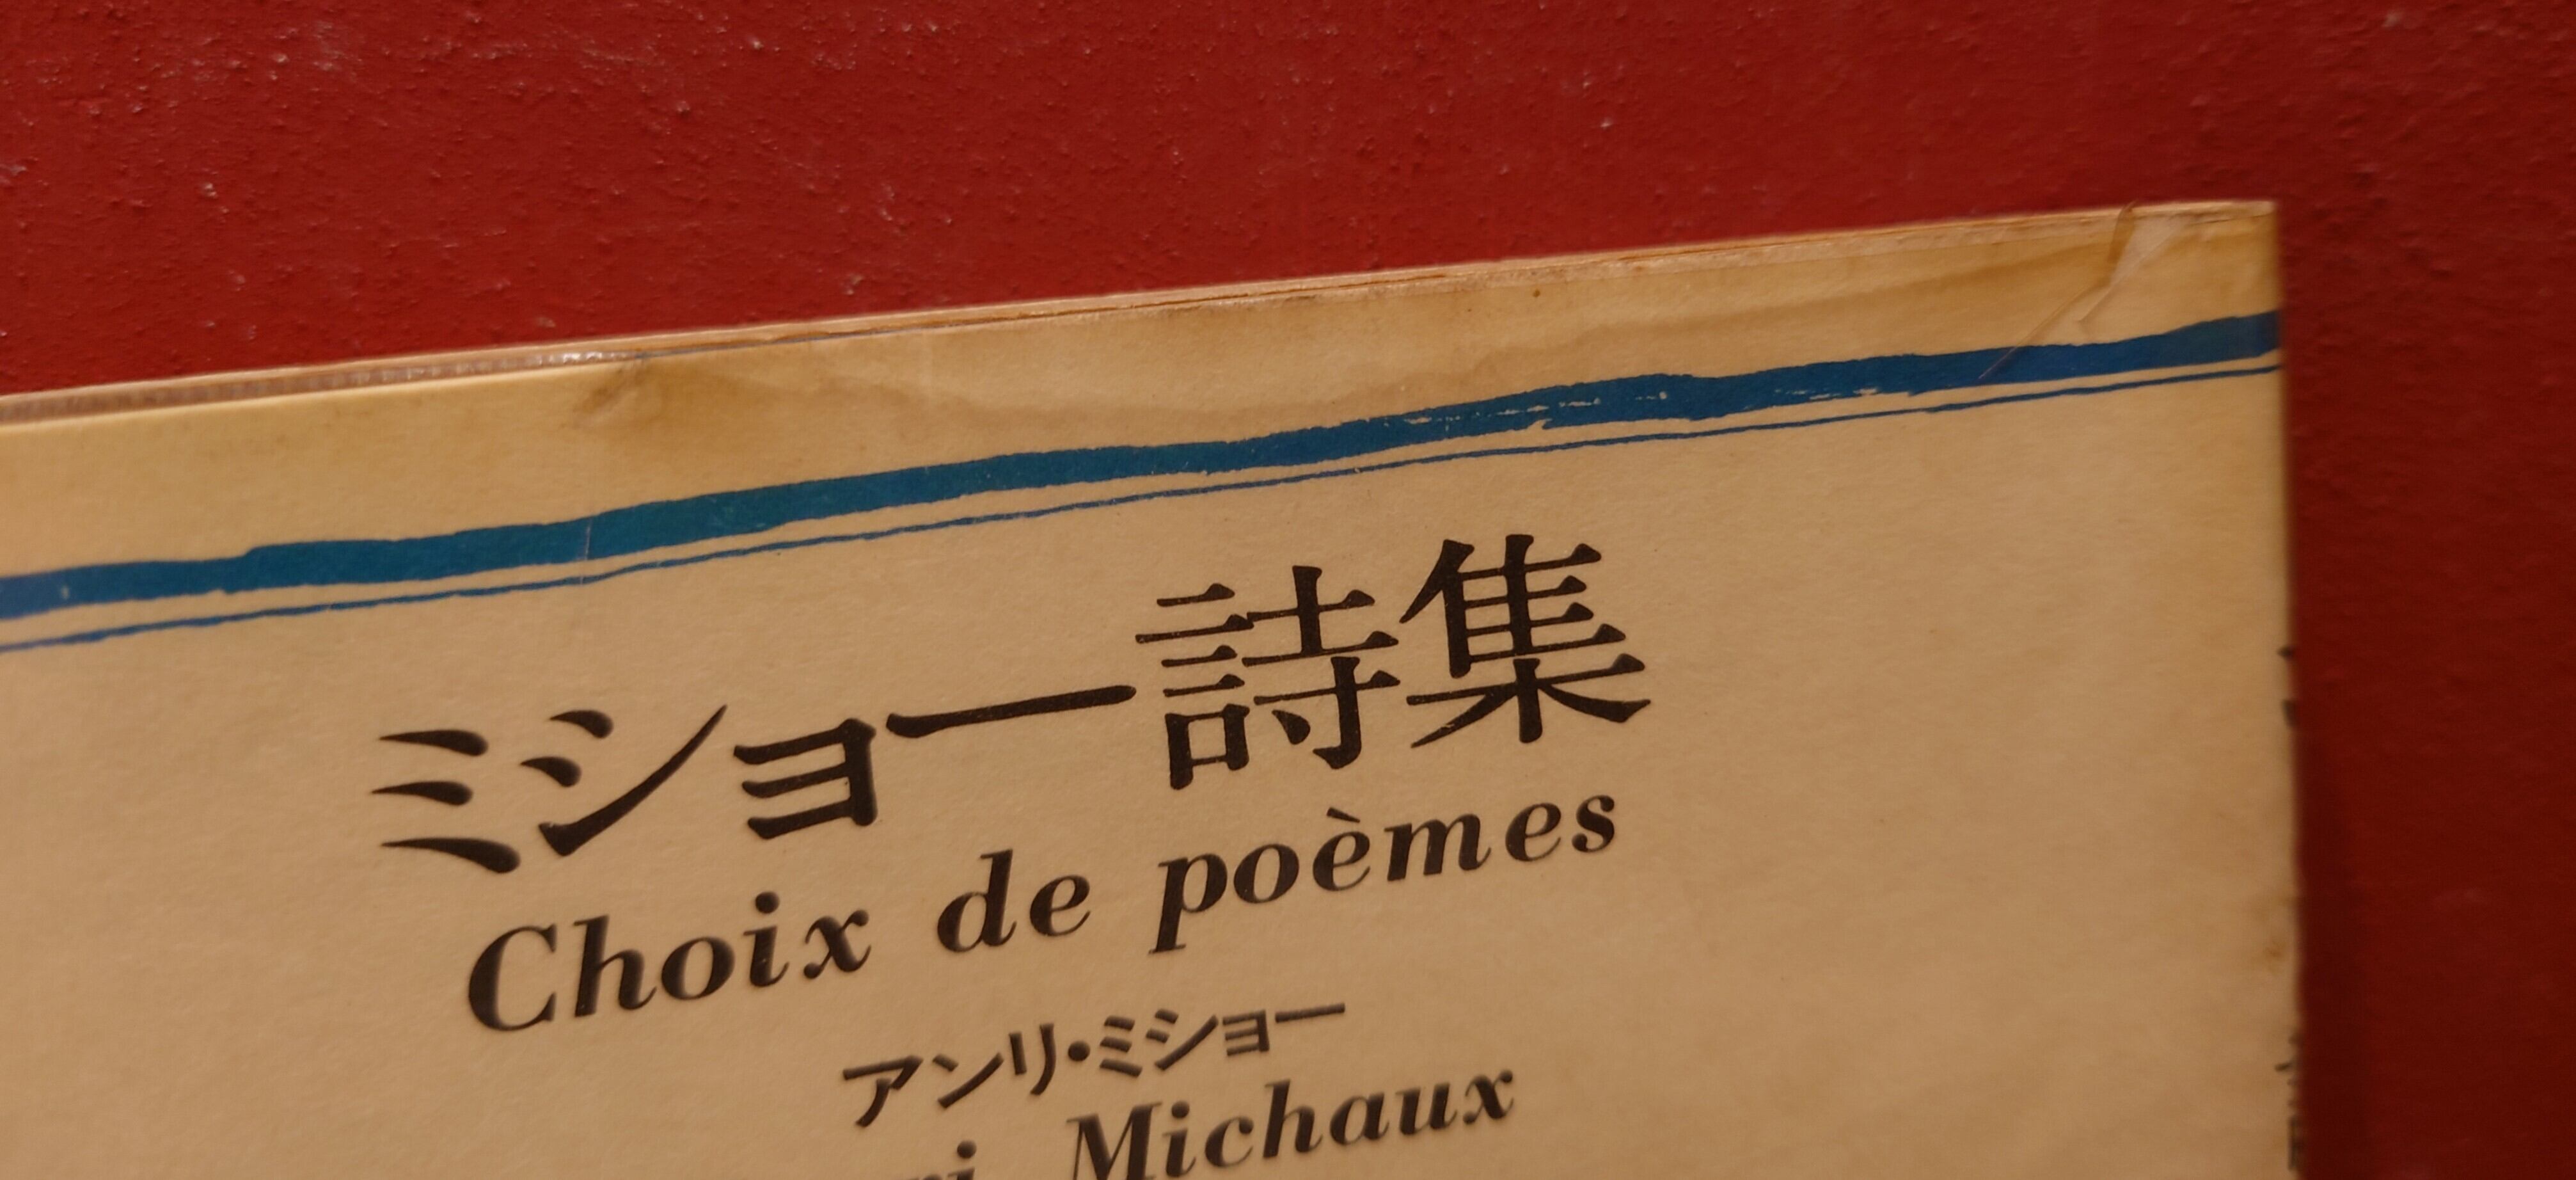 ミショー詩集
Choix de poèmes
アンリ・ミショー
Michaux